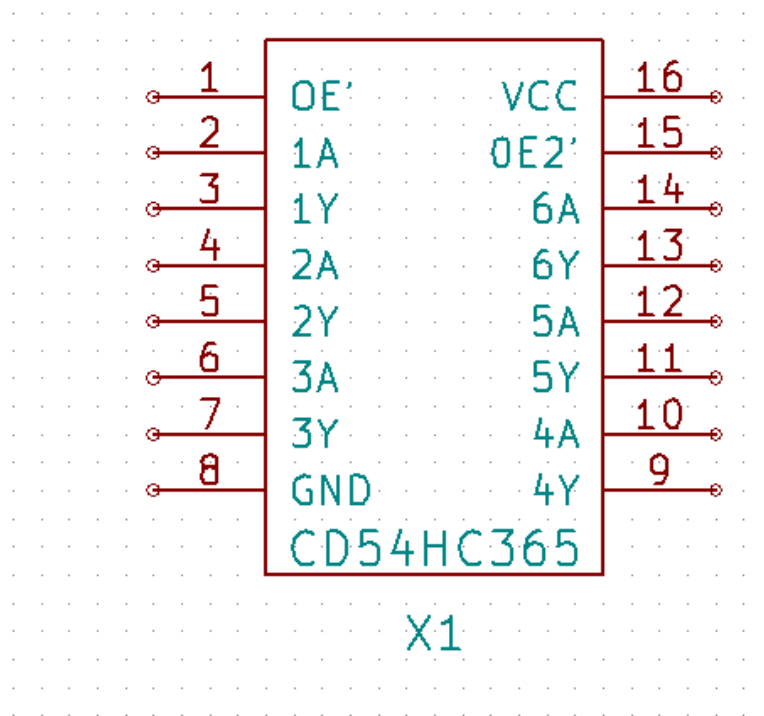 1 OE' VCC 16
2 1A OE2' 15
3 1Y 6A 14
4 2A 6Y 13
5 2Y 5A 12
6 3A 5Y 11
7 3Y 4A 10
8 GND 4Y 9
CD54HC365
X1